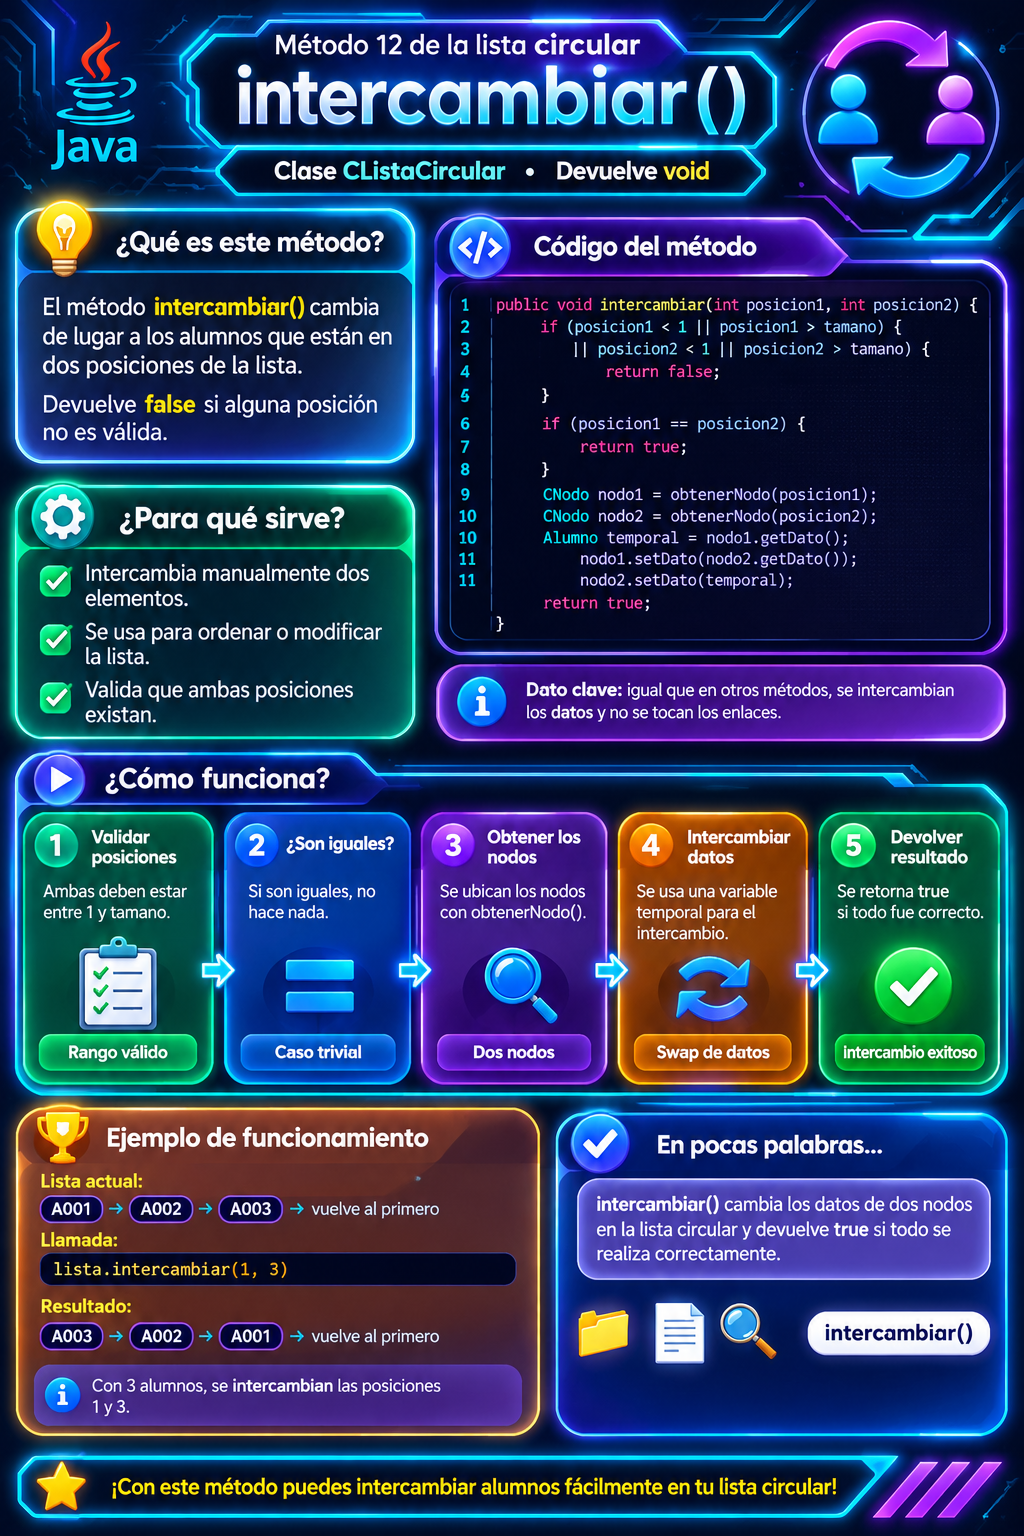 Java
Método 12 de la lista circular
intercambiar()
Clase CListaCircular • Devuelve void
¿Qué es este método?
El método intercambiar() cambia
de lugar a los alumnos que están en
dos posiciones de la lista.
Devuelve false si alguna posición
no es válida.
¿Para qué sirve?
Intercambia manualmente dos
elementos.
Se usa para ordenar o modificar
la lista.
Valida que ambas posiciones
existan.
</> Código del método
1 public void intercambiar(int posicion1, int posicion2) {
2 if (posicion1 < 1 || posicion1 > tamano) {
3 || posicion2 < 1 || posicion2 > tamano) {
4 return false;
5 }
6 if (posicion1 == posicion2) {
7 return true;
8 }
9 CNodo nodo1 = obtenerNodo(posicion1);
10 CNodo nodo2 = obtenerNodo(posicion2);
10 Alumno temporal = nodo1.getDato();
11 nodo1.setDato(nodo2.getDato());
11 nodo2.setDato(temporal);
return true;
}
Dato clave: igual que en otros métodos, se intercambian
los datos y no se tocan los enlaces.
¿Cómo funciona?
1 Validar
posiciones
Ambas deben estar
entre 1 y tamano.
Rango válido
2 ¿Son iguales?
Si son iguales, no
hace nada.
Caso trivial
3 Obtener los
nodos
Se ubican los nodos
con obtenerNodo().
Dos nodos
4 Intercambiar
datos
Se usa una variable
temporal para el
intercambio.
Swap de datos
5 Devolver
resultado
Se retorna true
si todo fue correcto.
Intercambio exitoso
Ejemplo de funcionamiento
Lista actual:
A001 → A002 → A003 → vuelve al primero
Llamada:
lista.intercambiar(1, 3)
Resultado:
A003 → A002 → A001 → vuelve al primero
Con 3 alumnos, se intercambian las posiciones
1 y 3.
En pocas palabras...
intercambiar() cambia los datos de dos nodos
en la lista circular y devuelve true si todo se
realiza correctamente.
intercambiar()
¡Con este método puedes intercambiar alumnos fácilmente en tu lista circular!